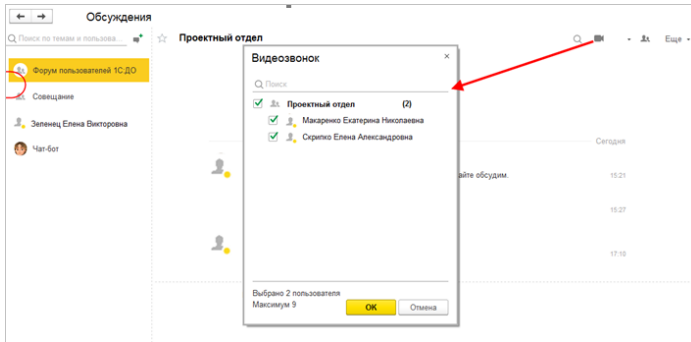 Обсуждения
Поиск по темам и пользова...
Проектный отдел
Еще
Форум пользователей 1С:ДО
Совещание
Зеленец Елена Викторовна
Чат-бот
Видеозвонок
Поиск
Проектный отдел (2)
Макаренко Екатерина Николаевна
Скрипко Елена Александровна
Выбрано 2 пользователя
Максимум 9
ОК
Отмена
Сегодня
айте обсудим.
15:21
15:27
17:10